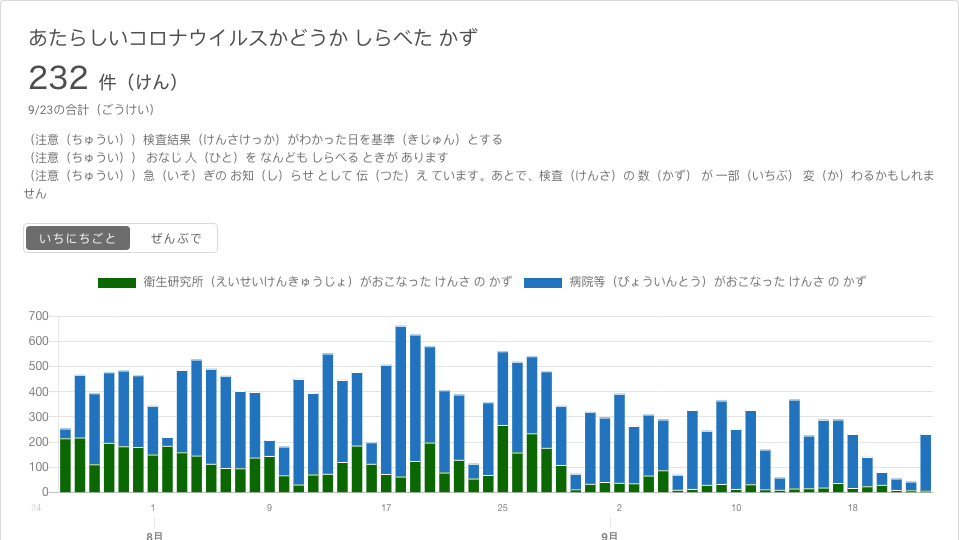 あたらしいコロナウイルスかどうか しらべた かず
232 件（けん）
9/23の合計（ごうけい）
（注意（ちゅうい））検査結果（けんさけっか）がわかった日を基準（きじゅん）とする
（注意（ちゅうい）） おなじ 人（ひと）を なんども しらべる ときが あります
（注意（ちゅうい））急（いそ）ぎの お知（し）らせ として 伝（つた）え ています。あとで、検査（けんさ）の 数（かず） が 一部（いちぶ） 変（か）わるかもしれま
せん
いちにちごと ぜんぶで
衛生研究所（えいせいけんきゅうじょ）がおこなった けんさ の かず 病院等（びょういんとう）がおこなった けんさ の かず
700
600
500
400
300
200
100
0
24 1 9 17 25 2 10 18
8月 9月